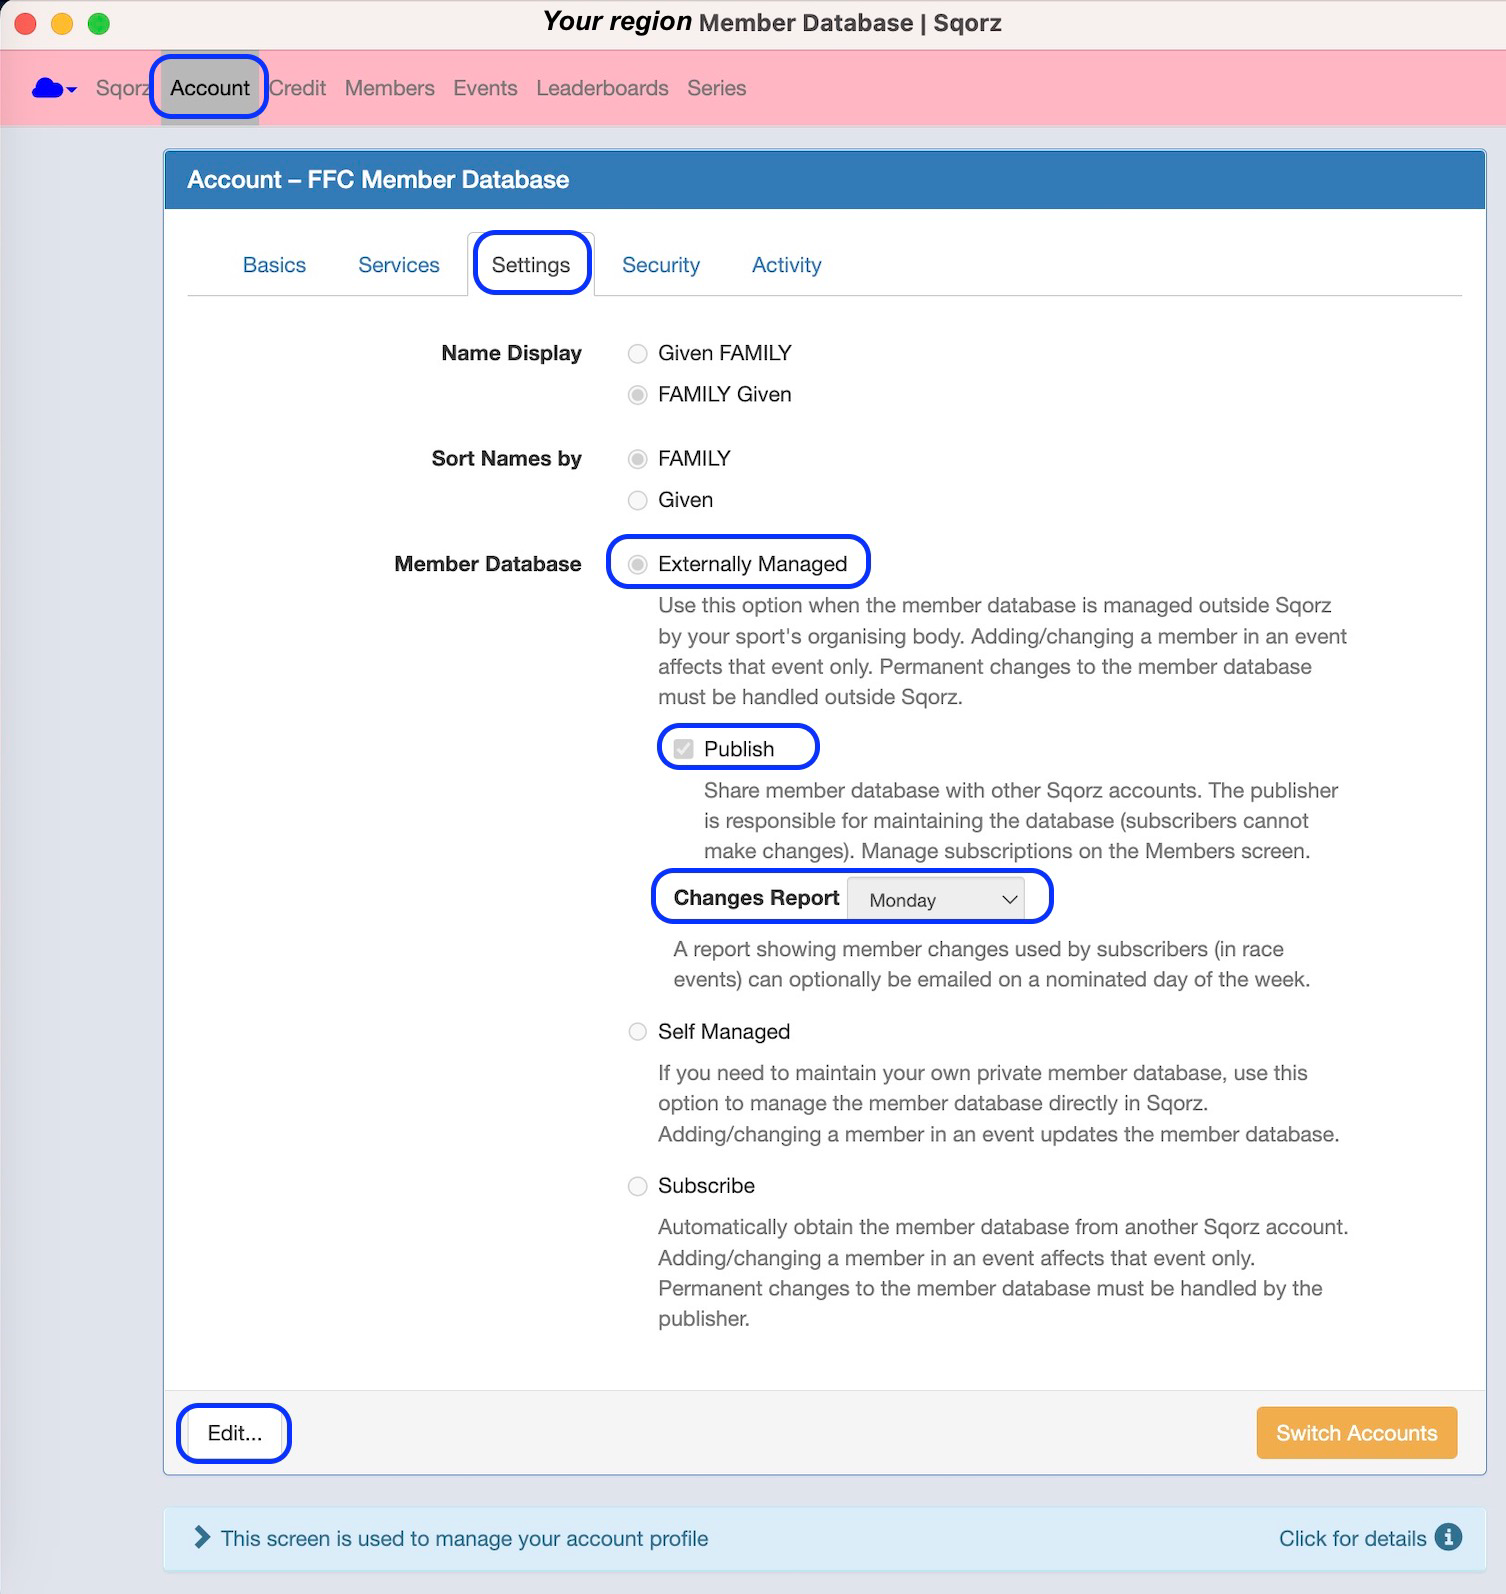 Your region Member Database | Sqorz
Sqorz Account Credit Members Events Leaderboards Series
Account – FFC Member Database
Basics Services Settings Security Activity
Name Display Given FAMILY
FAMILY Given
Sort Names by FAMILY
Given
Member Database Externally Managed
Use this option when the member database is managed outside Sqorz
by your sport's organising body. Adding/changing a member in an event
affects that event only. Permanent changes to the member database
must be handled outside Sqorz.
Publish
Share member database with other Sqorz accounts. The publisher
is responsible for maintaining the database (subscribers cannot
make changes). Manage subscriptions on the Members screen.
Changes Report Monday
A report showing member changes used by subscribers (in race
events) can optionally be emailed on a nominated day of the week.
Self Managed
If you need to maintain your own private member database, use this
option to manage the member database directly in Sqorz.
Adding/changing a member in an event updates the member database.
Subscribe
Automatically obtain the member database from another Sqorz account.
Adding/changing a member in an event affects that event only.
Permanent changes to the member database must be handled by the
publisher.
Edit... Switch Accounts
This screen is used to manage your account profile Click for details